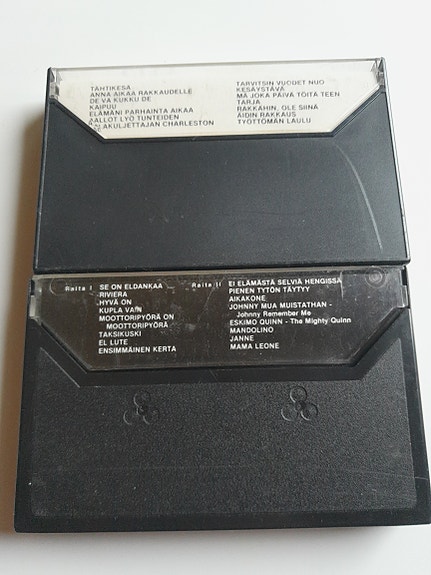 TÄHTIKESÄ
ANNA AIKAA RAKKAUDELLE
DE VA KUKKU DE
KAIPUU
ELÄMÄNI PARHAINTA AIKAA
AALLOT LYÖ TUNTEIDEN
KULJETTAJAN CHARLESTON
TARVITSIN VUODET NUO
KESÄYSTÄVÄ
MÄ JOKA PÄIVÄ TÖITÄ TEEN
TARJA
RAKKAHIN, OLE SIINÄ
ÄIDIN RAKKAUS
TYÖTTÖMÄN LAULU
Raita I
SE ON ELDANKAA
RIVIERA
HYVÄ ON
KUPLA VAIN
MOOTTORIPYÖRÄ ON
MOOTTORIPYÖRÄ
TAKSIKUSKI
EL LUTE
ENSIMMÄINEN KERTA
Raita II
EI ELÄMÄSTÄ SELVIÄ HENGISSÄ
PIENEN TYTÖN TÄYTYY
AIKAKONE
JOHNNY MUA MUISTATHAN -
Johnny Remember Me
ESKIMO QUINN - The Mighty Quinn
MANDOLINO
JANNE
MAMA LEONE